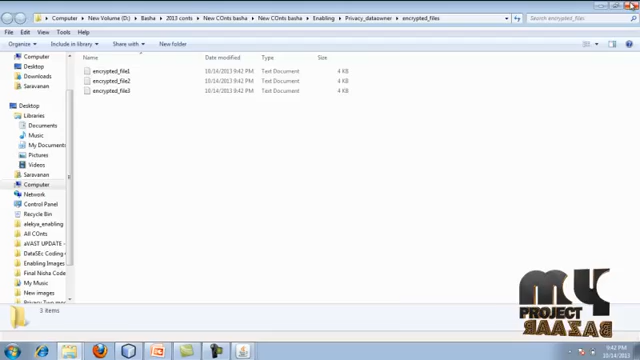 Computer ▸ New Volume (D:) ▸ Basha ▸ 2013 conts ▸ New COnts basha ▸ New COnts basha ▸ Enabling ▸ Privacy_dataowner ▸ encrypted_files
Search encrypted_files
File Edit View Tools Help
Organize Include in library Share with New folder
Name Date modified Type Size
encrypted_file1 10/14/2013 9:42 PM Text Document 4 KB
encrypted_file2 10/14/2013 9:42 PM Text Document 4 KB
encrypted_file3 10/14/2013 9:42 PM Text Document 4 KB
Computer
Desktop
Downloads
Saravanan
Desktop
Libraries
Documents
Music
My Documents
Pictures
Videos
Saravanan
Computer
Network
Control Panel
Recycle Bin
alekya_enabling
All COnts
aVAST UPDATE -
DataSEc Coding
Enabling Images
Final Nisha Code
My Music
New images
3 items
MY
PROJECT
BAZAAR
9:42 PM
10/14/2013